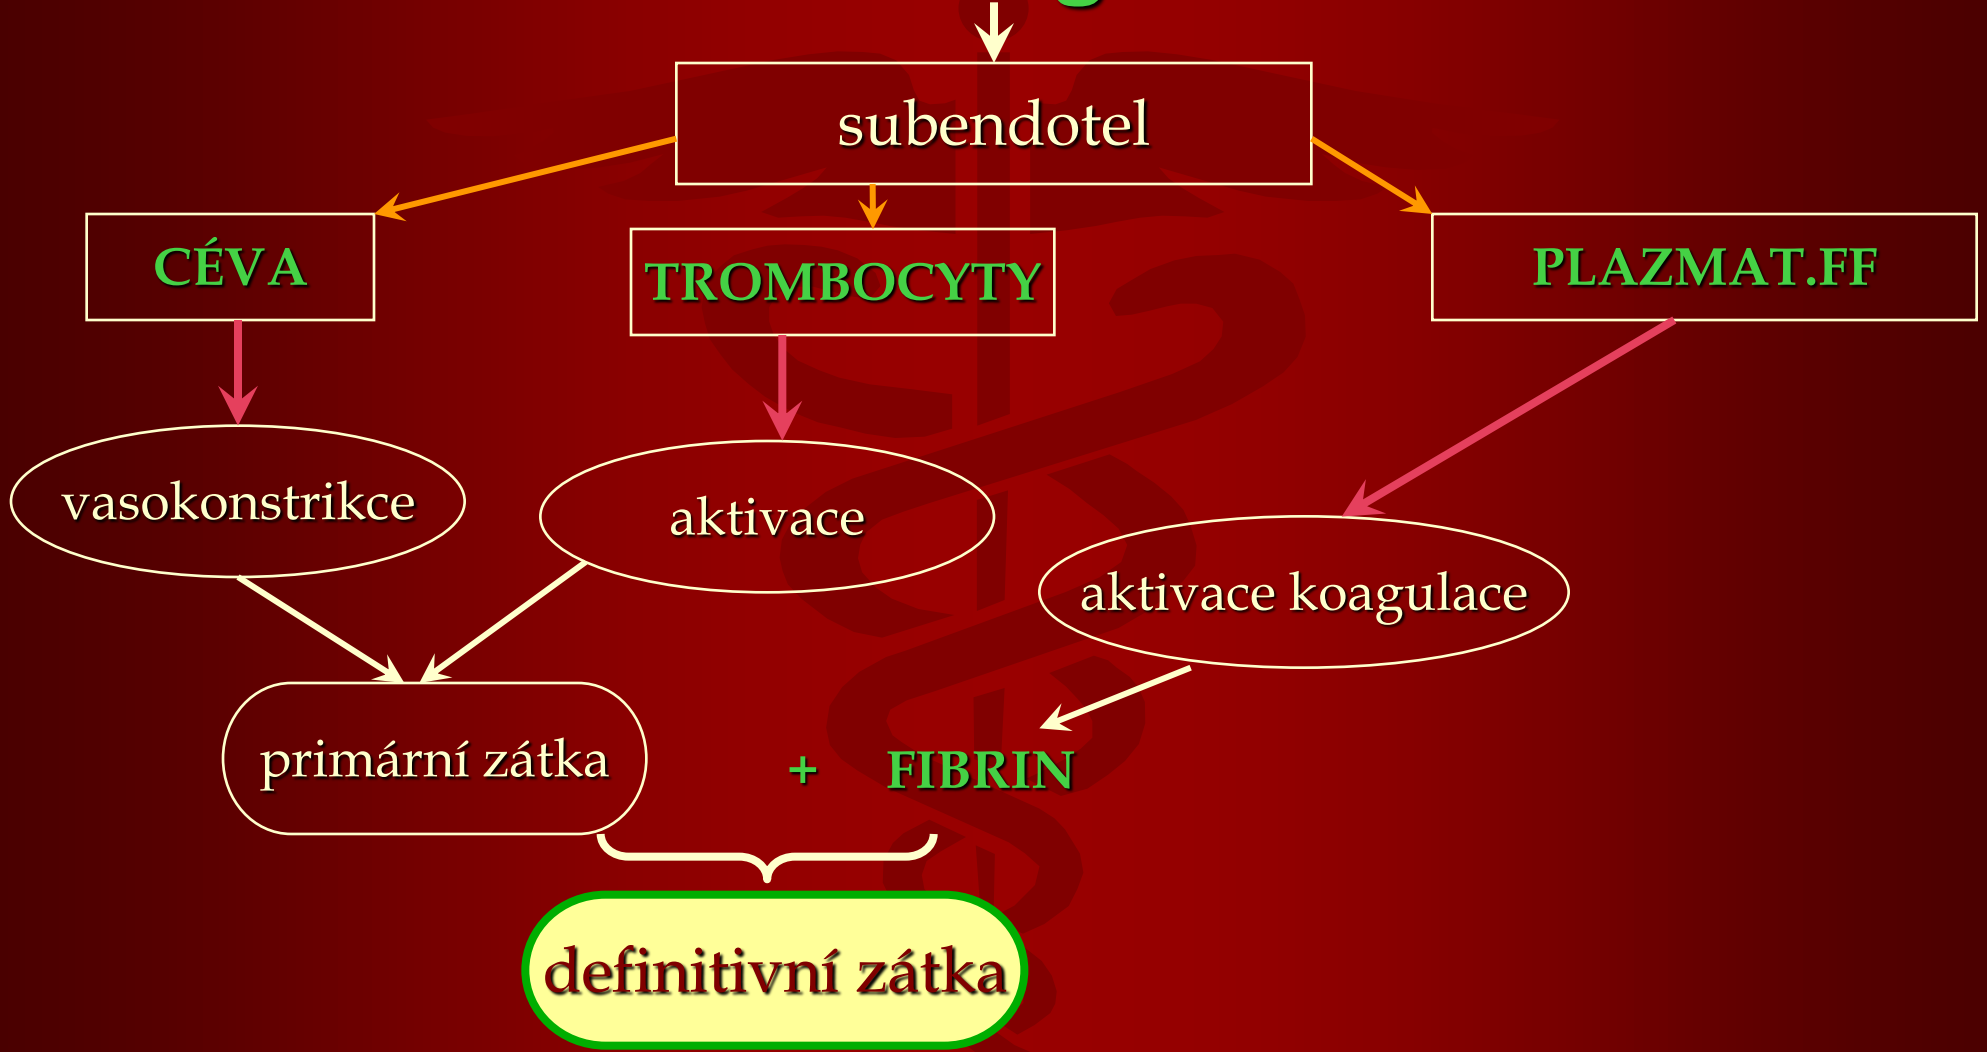 subendotel
CÉVA
TROMBOCYTY
PLAZMAT.FF
vasokonstrikce
aktivace
aktivace koagulace
primární zátka
+ FIBRIN
definitivní zátka